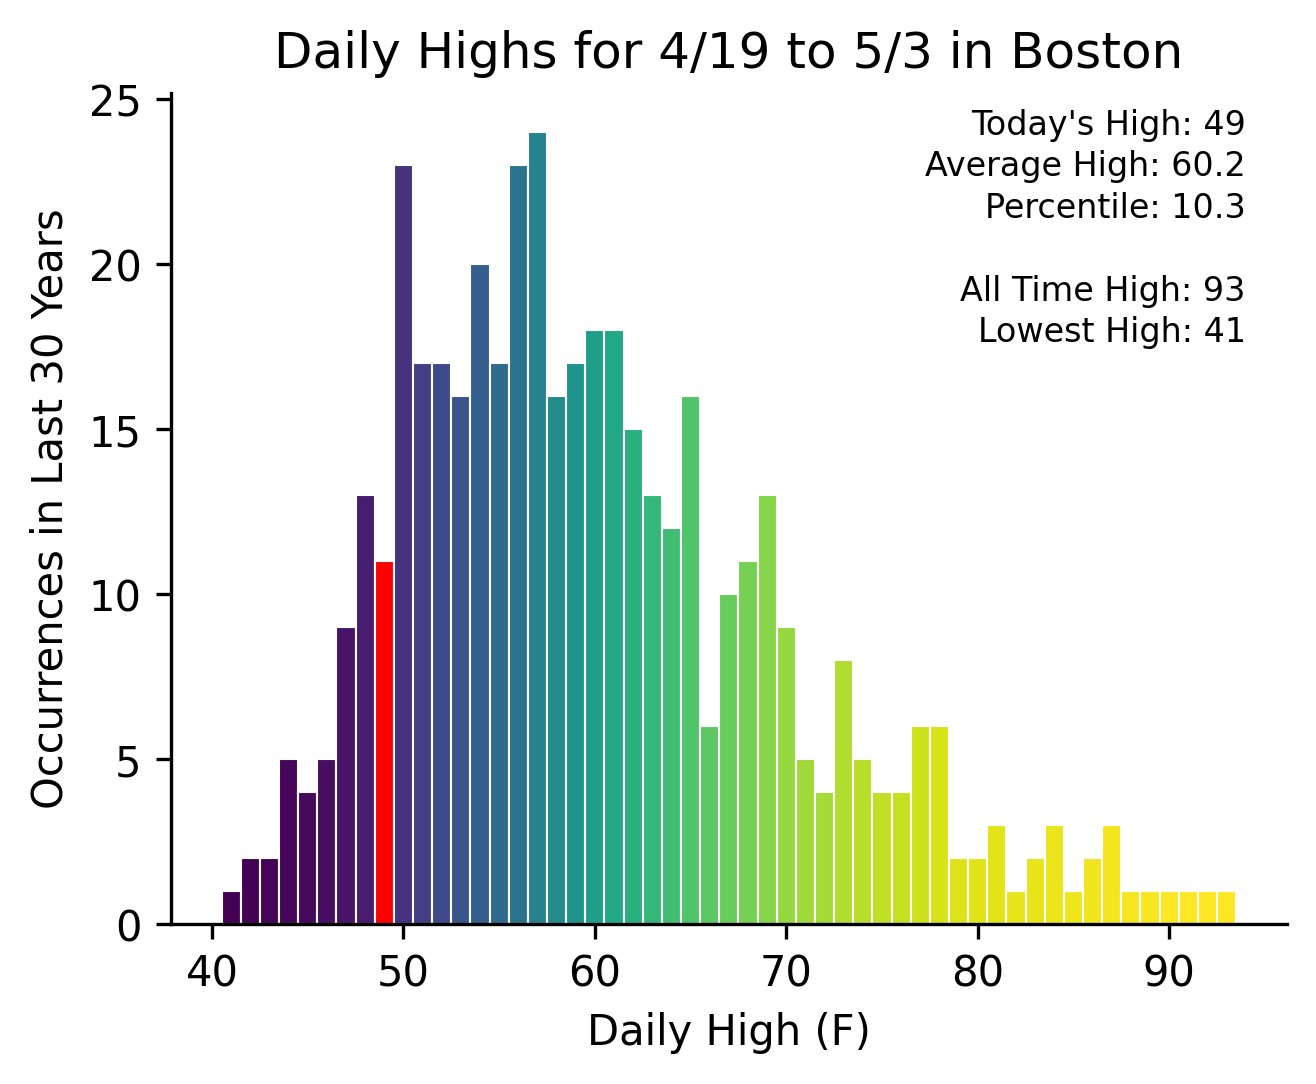 Daily Highs for 4/19 to 5/3 in Boston
Today's High: 49
Average High: 60.2
Percentile: 10.3
All Time High: 93
Lowest High: 41
Occurrences in Last 30 Years
25
20
15
10
5
0
40 50 60 70 80 90
Daily High (F)